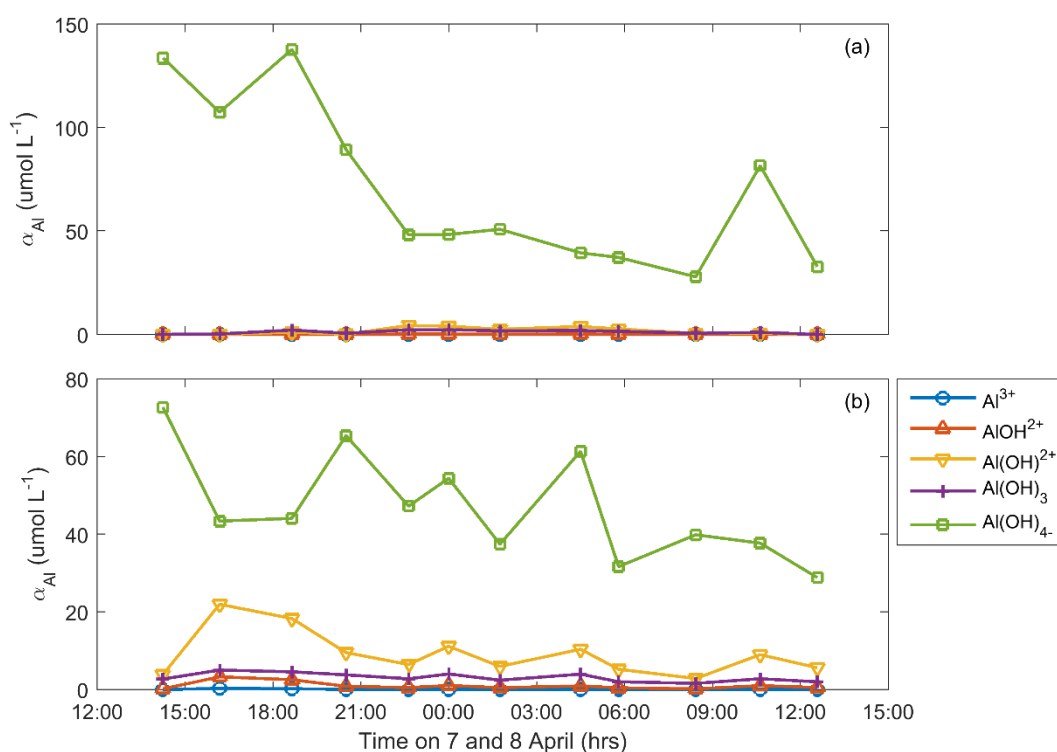 150
(a)
100
50
0
α_Al (umol L⁻¹)
80
(b)
60
40
20
0
α_Al (umol L⁻¹)
12:00 15:00 18:00 21:00 00:00 03:00 06:00 09:00 12:00 15:00
Time on 7 and 8 April (hrs)
Al³⁺
AlOH²⁺
Al(OH)²⁺
Al(OH)₃
Al(OH)₄-